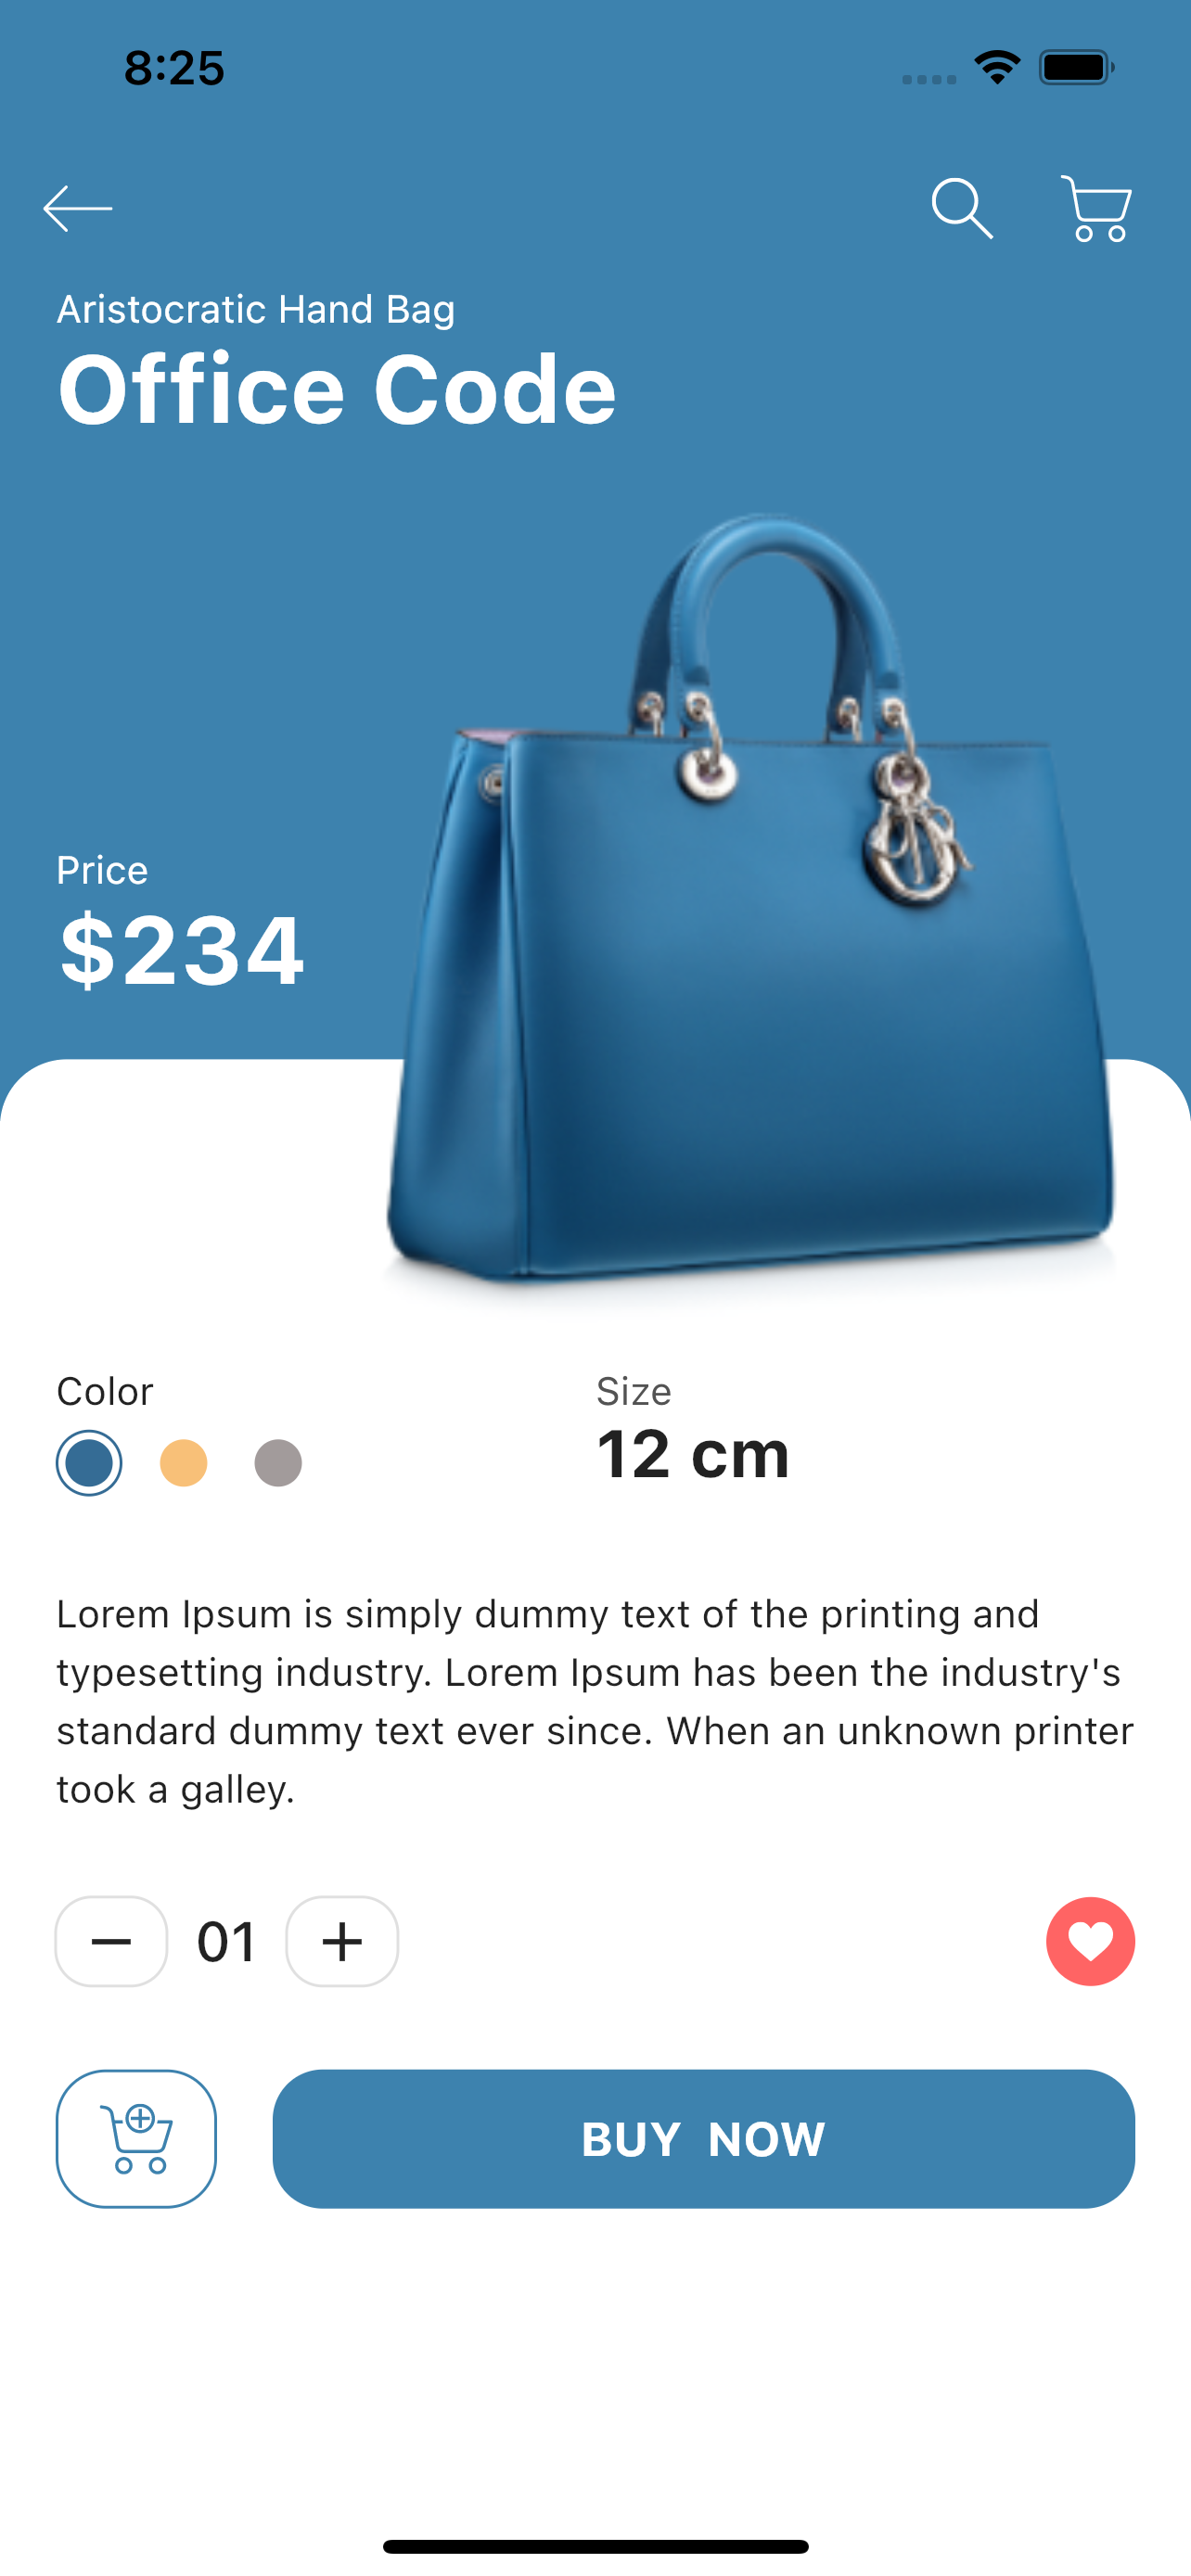 8:25
Aristocratic Hand Bag
Office Code
Price
$234
Color
Size
12 cm
Lorem Ipsum is simply dummy text of the printing and
typesetting industry. Lorem Ipsum has been the industry's
standard dummy text ever since. When an unknown printer
took a galley.
01
BUY NOW